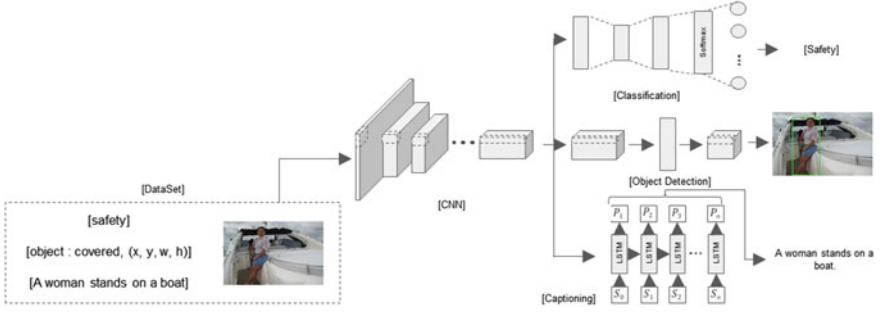 Softmax
[Safety]
[Classification]
[Object Detection]
[DataSet]
[CNN]
[safety]
[object : covered, (x, y, w, h)]
[A woman stands on a boat]
P₁ P₂ P₃ Pₙ
LSTM LSTM LSTM ... LSTM
S₀ S₁ S₂ Sₙ
[Captioning]
A woman stands on a
boat.